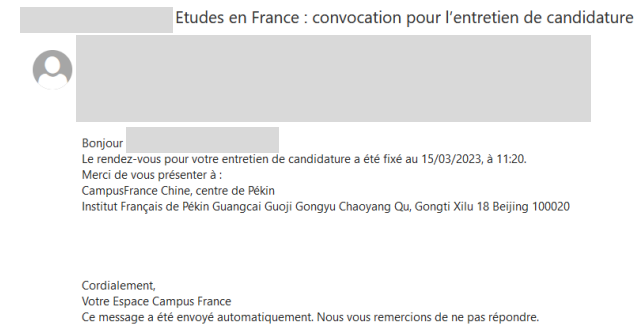 Etudes en France : convocation pour l’entretien de candidature
Bonjour
Le rendez-vous pour votre entretien de candidature a été fixé au 15/03/2023, à 11:20.
Merci de vous présenter à :
CampusFrance Chine, centre de Pékin
Institut Français de Pékin Guangcai Guoji Gongyu Chaoyang Qu, Gongti Xilu 18 Beijing 100020
Cordialement,
Votre Espace Campus France
Ce message a été envoyé automatiquement. Nous vous remercions de ne pas répondre.